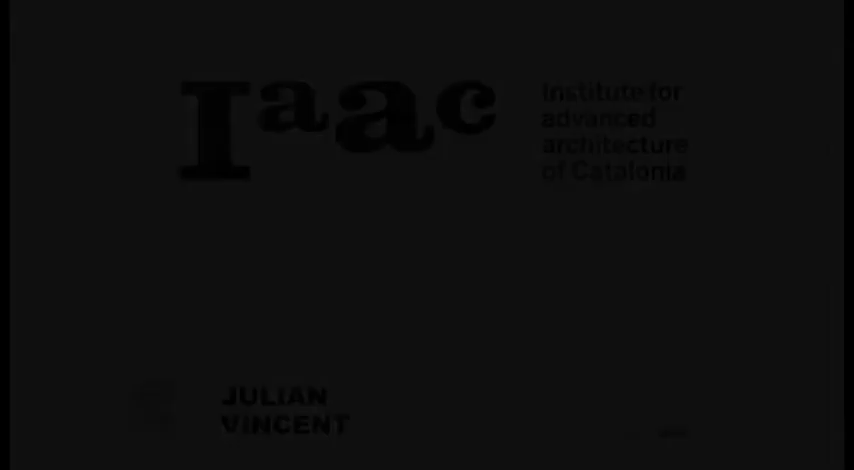 Iaac
Institute for
advanced
architecture
of Catalonia
JULIAN
VINCENT